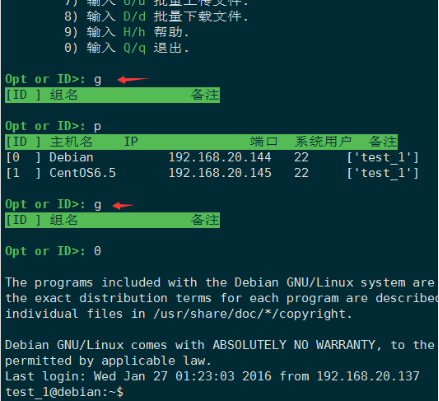 7) 输入 U/u 批量上传文件.
8) 输入 D/d 批量下载文件.
9) 输入 H/h 帮助.
0) 输入 Q/q 退出.
Opt or ID>: g
[ID ] 组名 备注
Opt or ID>: p
[ID ] 主机名 IP 端口 系统用户 备注
[0 ] Debian 192.168.20.144 22 ['test_1']
[1 ] CentOS6.5 192.168.20.145 22 ['test_1']
Opt or ID>: g
[ID ] 组名 备注
Opt or ID>: 0
The programs included with the Debian GNU/Linux system are
the exact distribution terms for each program are described
individual files in /usr/share/doc/*/copyright.
Debian GNU/Linux comes with ABSOLUTELY NO WARRANTY, to the
permitted by applicable law.
Last login: Wed Jan 27 01:23:03 2016 from 192.168.20.137
test_1@debian:~$